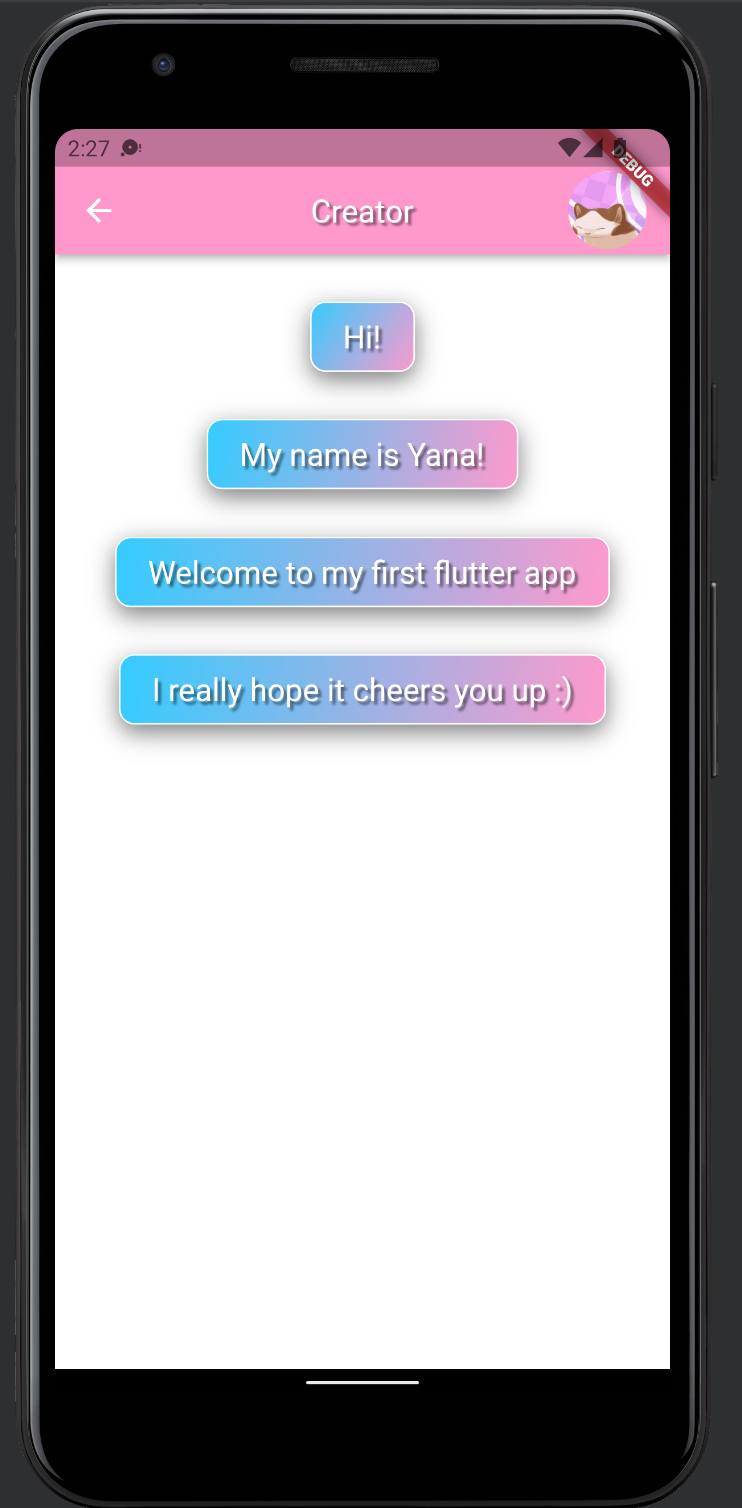 2:27
DEBUG
Creator
Hi!
My name is Yana!
Welcome to my first flutter app
I really hope it cheers you up :)